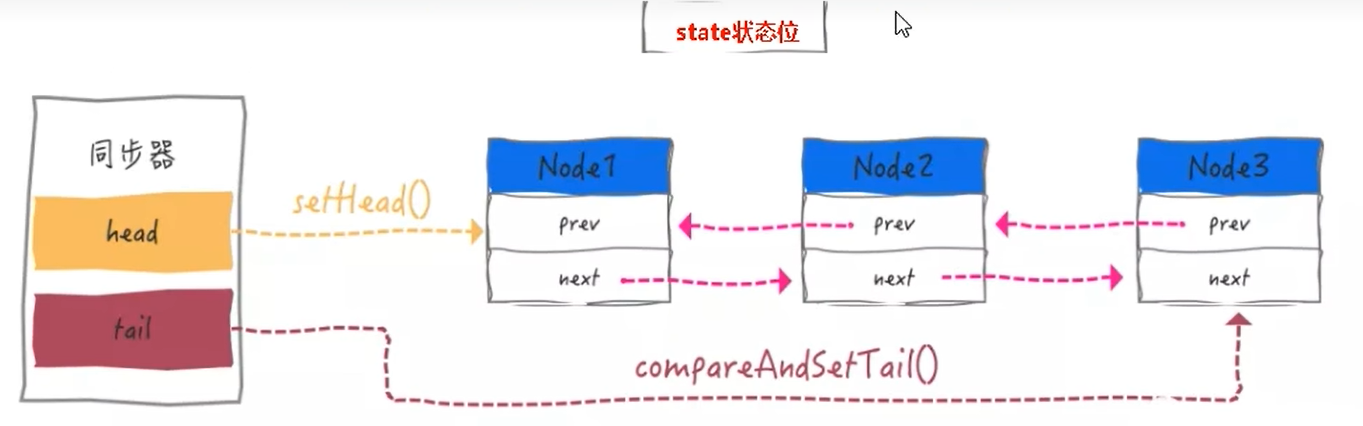 state状态位
同步器
head
tail
setHead()
Node1
prev
next
Node2
prev
next
Node3
prev
next
compareAndSetTail()